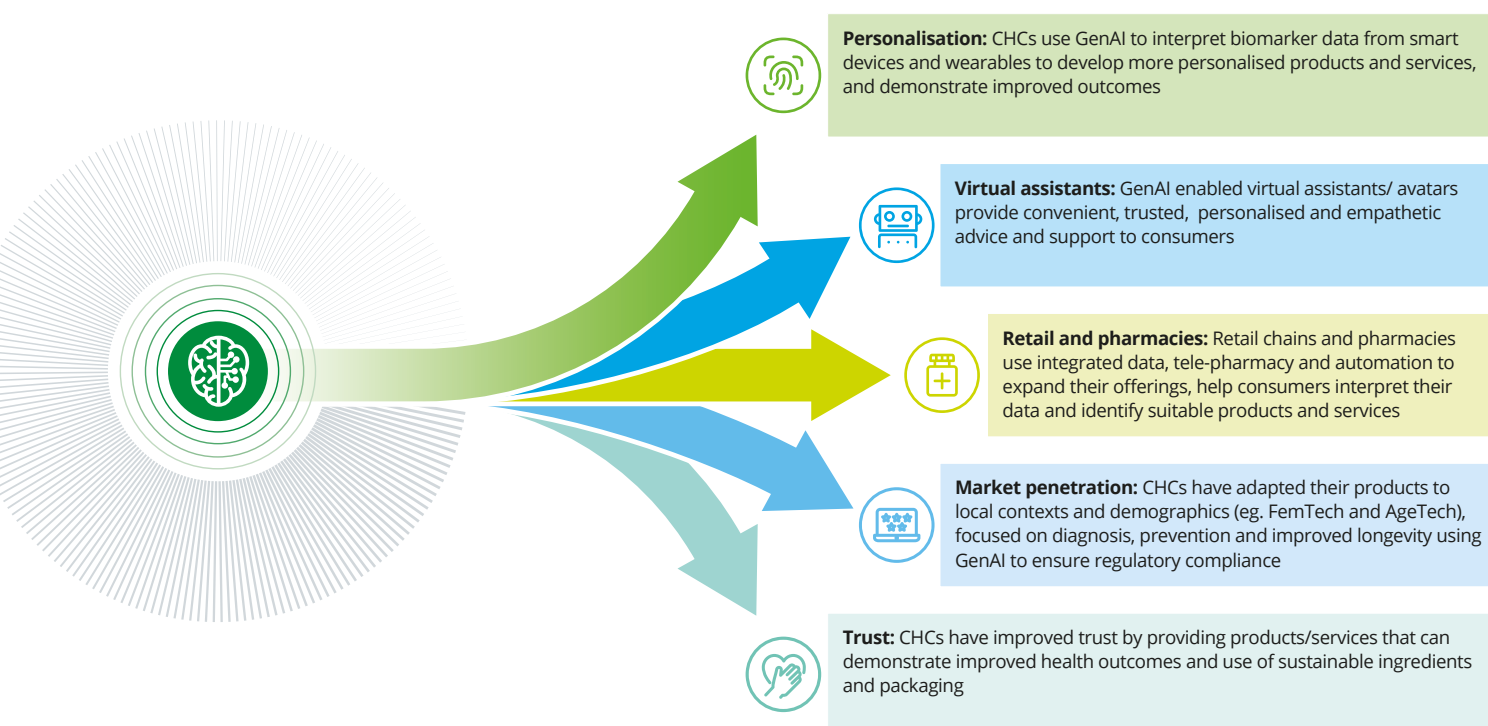 Personalisation: CHCs use GenAI to interpret biomarker data from smart
devices and wearables to develop more personalised products and services,
and demonstrate improved outcomes
Virtual assistants: GenAI enabled virtual assistants/ avatars
provide convenient, trusted,  personalised and empathetic
advice and support to consumers
Retail and pharmacies: Retail chains and pharmacies
use integrated data, tele-pharmacy and automation to
expand their offerings, help consumers interpret their
data and identify suitable products and services
Market penetration: CHCs have adapted their products to
local contexts and demographics (eg. FemTech and AgeTech),
focused on diagnosis, prevention and improved longevity using
GenAI to ensure regulatory compliance
Trust: CHCs have improved trust by providing products/services that can
demonstrate improved health outcomes and use of sustainable ingredients
and packaging